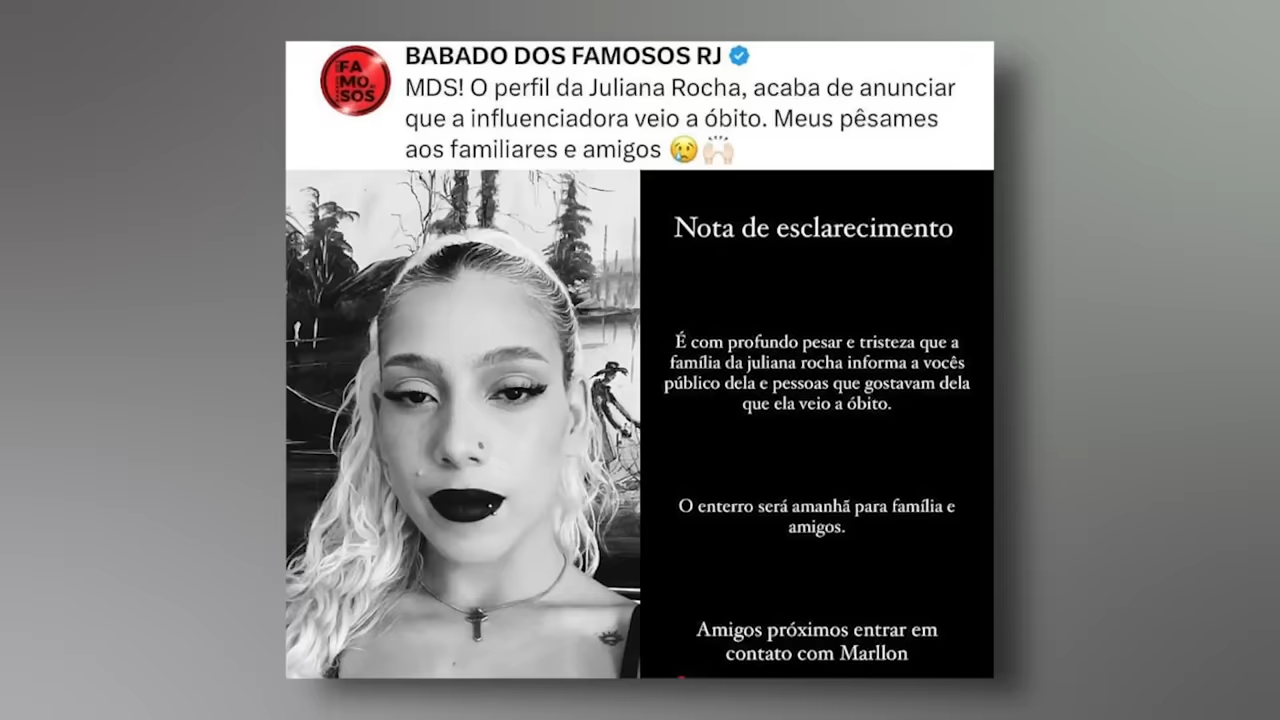 FA
MO
SOS
BABADO DOS FAMOSOS RJ
MDS! O perfil da Juliana Rocha, acaba de anunciar
que a influenciadora veio a óbito. Meus pêsames
aos familiares e amigos 😢🙌🏻
Nota de esclarecimento
É com profundo pesar e tristeza que a
família da juliana rocha informa a vocês
público dela e pessoas que gostavam dela
que ela veio a óbito.
O enterro será amanhã para família e
amigos.
Amigos próximos entrar em
contato com Marllon